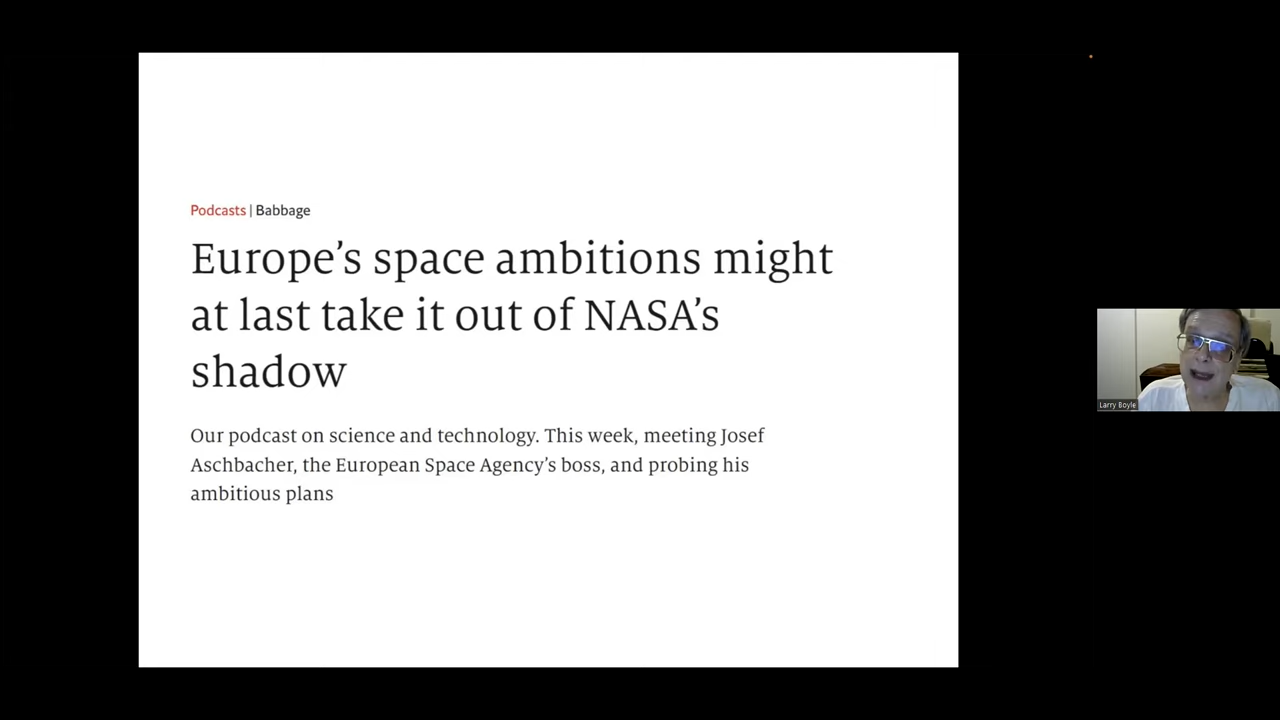 Podcasts | Babbage
Europe’s space ambitions might
at last take it out of NASA’s
shadow
Our podcast on science and technology. This week, meeting Josef
Aschbacher, the European Space Agency’s boss, and probing his
ambitious plans
Larry Boyle